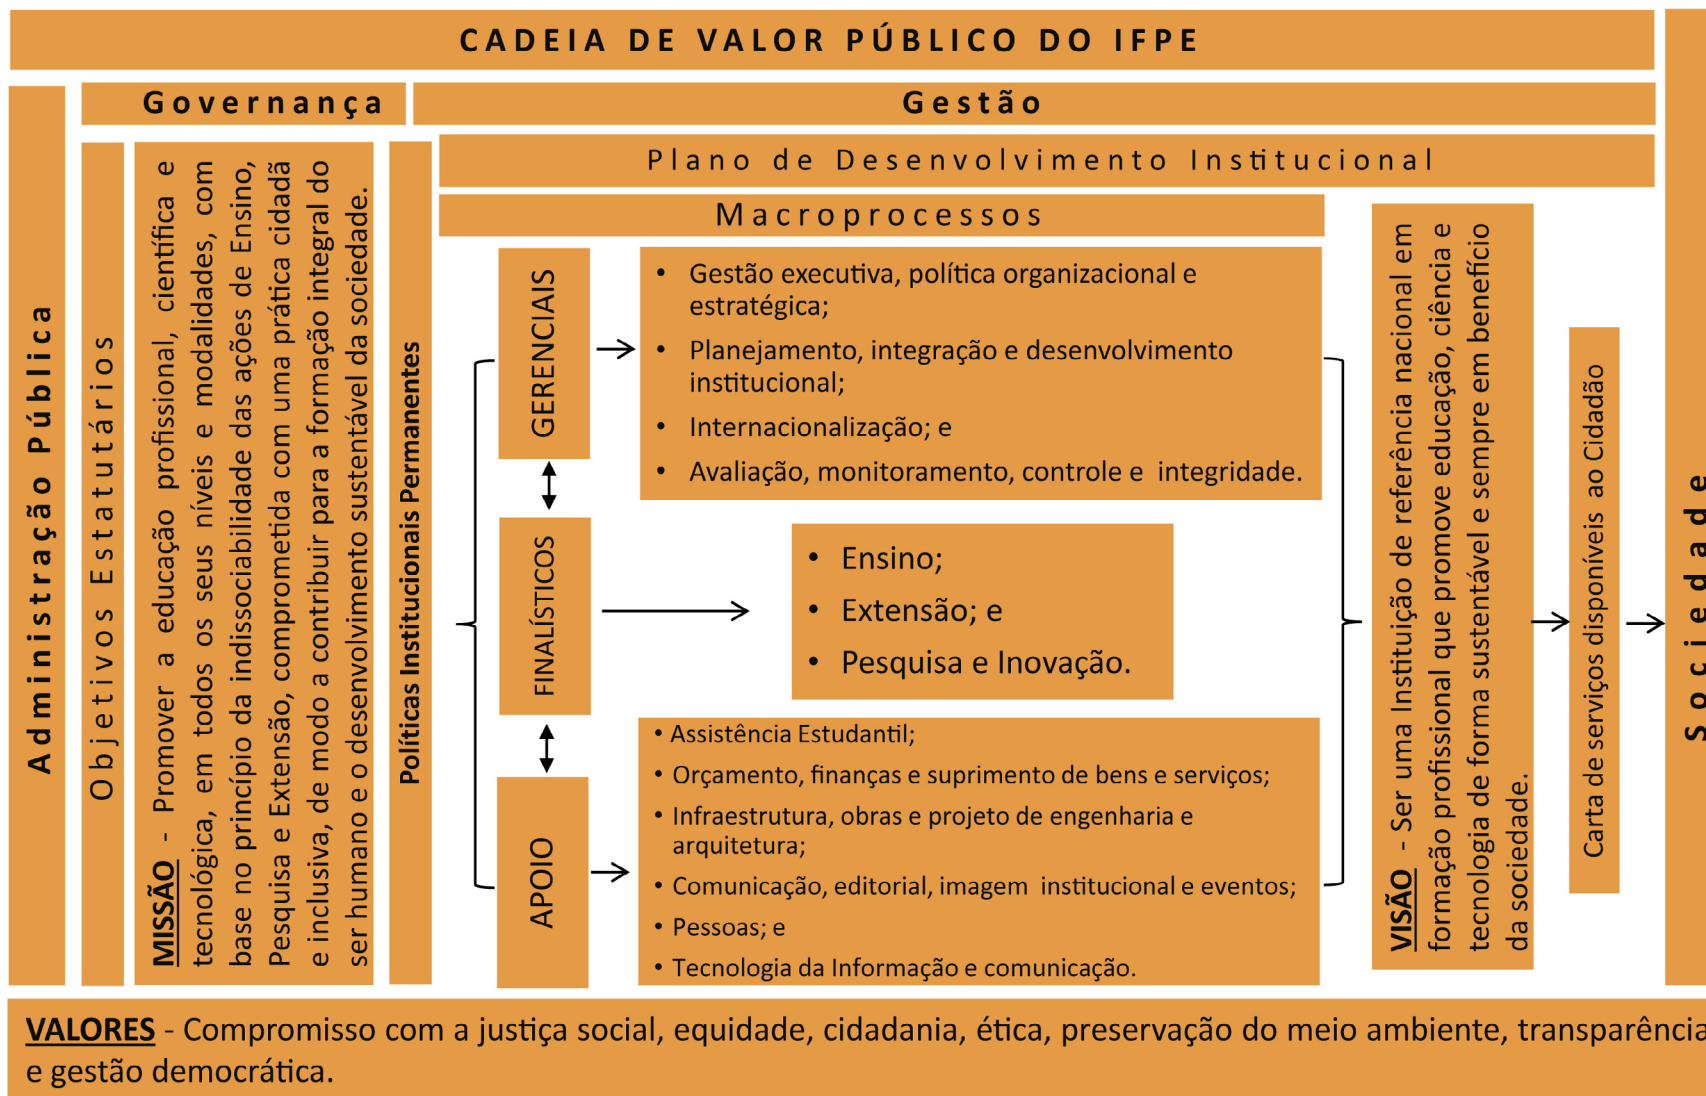 CADEIA DE VALOR PÚBLICO DO IFPE
Governança
Gestão
Administração Pública
Objetivos Estatutários
MISSÃO - Promover a educação profissional, científica e
tecnológica, em todos os seus níveis e modalidades, com
base no princípio da indissociabilidade das ações de Ensino,
Pesquisa e Extensão, comprometida com uma prática cidadã
e inclusiva, de modo a contribuir para a formação integral do
ser humano e o desenvolvimento sustentável da sociedade.
Políticas Institucionais Permanentes
Plano de Desenvolvimento Institucional
Macroprocessos
GERENCIAIS
• Gestão executiva, política organizacional e
estratégica;
• Planejamento, integração e desenvolvimento
institucional;
• Internacionalização; e
• Avaliação, monitoramento, controle e integridade.
FINALÍSTICOS
• Ensino;
• Extensão; e
• Pesquisa e Inovação.
APOIO
• Assistência Estudantil;
• Orçamento, finanças e suprimento de bens e serviços;
• Infraestrutura, obras e projeto de engenharia e
arquitetura;
• Comunicação, editorial, imagem institucional e eventos;
• Pessoas; e
• Tecnologia da Informação e comunicação.
VISÃO - Ser uma Instituição de referência nacional em
formação profissional que promove educação, ciência e
tecnologia de forma sustentável e sempre em benefício
da sociedade.
Carta de serviços disponíveis ao Cidadão
Sociedade
VALORES - Compromisso com a justiça social, equidade, cidadania, ética, preservação do meio ambiente, transparência
e gestão democrática.